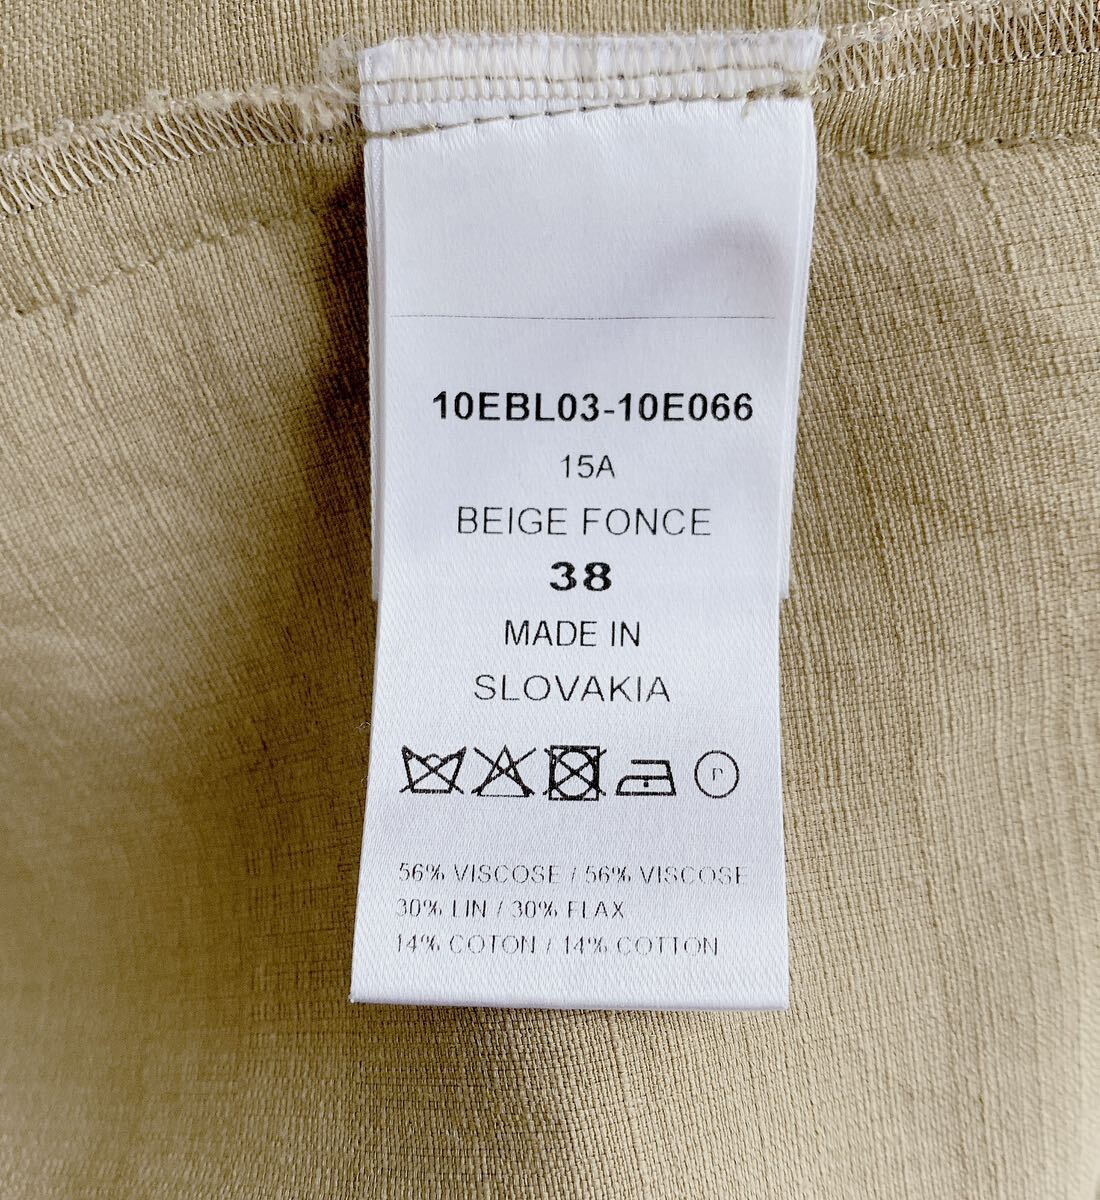 10EBL03-10E066
15A
BEIGE FONCE
38
MADE IN
SLOVAKIA
56% VISCOSE / 56% VISCOSE
30% LIN / 30% FLAX
14% COTON / 14% COTTON